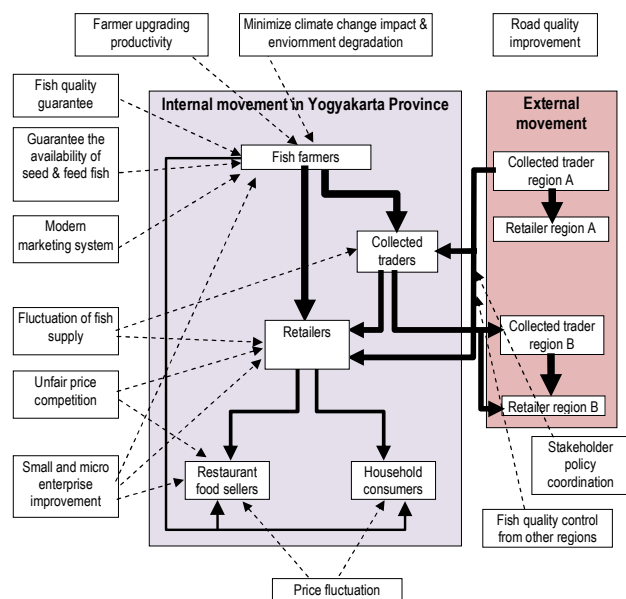 Farmer upgrading
productivity
Minimize climate change impact &
enviornment degradation
Road quality
improvement
Fish quality
guarantee
Guarantee the
availability of
seed & feed fish
Modern
marketing system
Fluctuation of fish
supply
Unfair price
competition
Small and micro
enterprise
improvement
Internal movement in Yogyakarta Province
Fish farmers
Collected
traders
Retailers
Restaurant
food sellers
Household
consumers
External
movement
Collected trader
region A
Retailer region A
Collected trader
region B
Retailer region B
Stakeholder
policy
coordination
Fish quality control
from other regions
Price fluctuation